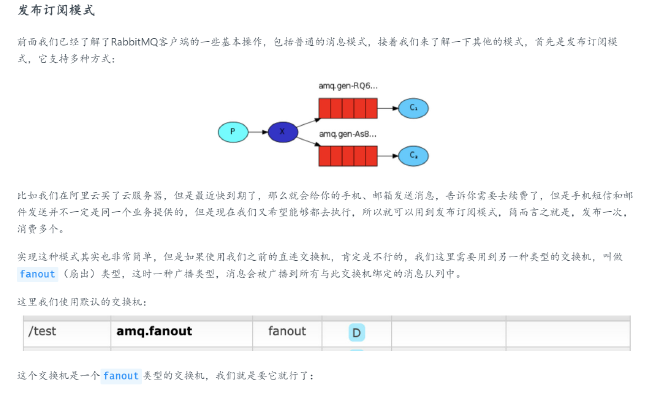 发布订阅模式
前面我们已经了解了RabbitMQ客户端的一些基本操作，包括普通的消息模式，接着我们来了解一下其他的模式，首先是发布订阅模
式，它支持多种方式：
amq.gen-RQ6...
P
X
C₁
amq.gen-As8...
C₂
比如我们在阿里云买了云服务器，但是最近快到期了，那么就会给你的手机、邮箱发送消息，告诉你需要去续费了，但是手机短信和邮
件发送并不一定是同一个业务提供的，但是现在我们又希望能够都去执行，所以就可以用到发布订阅模式，简而言之就是，发布一次，
消费多个。
实现这种模式其实也非常简单，但是如果使用我们之前的直连交换机，肯定是不行的，我们这里需要用到另一种类型的交换机，叫做
fanout（扇出）类型，这时一种广播类型，消息会被广播到所有与此交换机绑定的消息队列中。
这里我们使用默认的交换机：
/test amq.fanout fanout D
这个交换机是一个fanout类型的交换机，我们就是要它就行了：